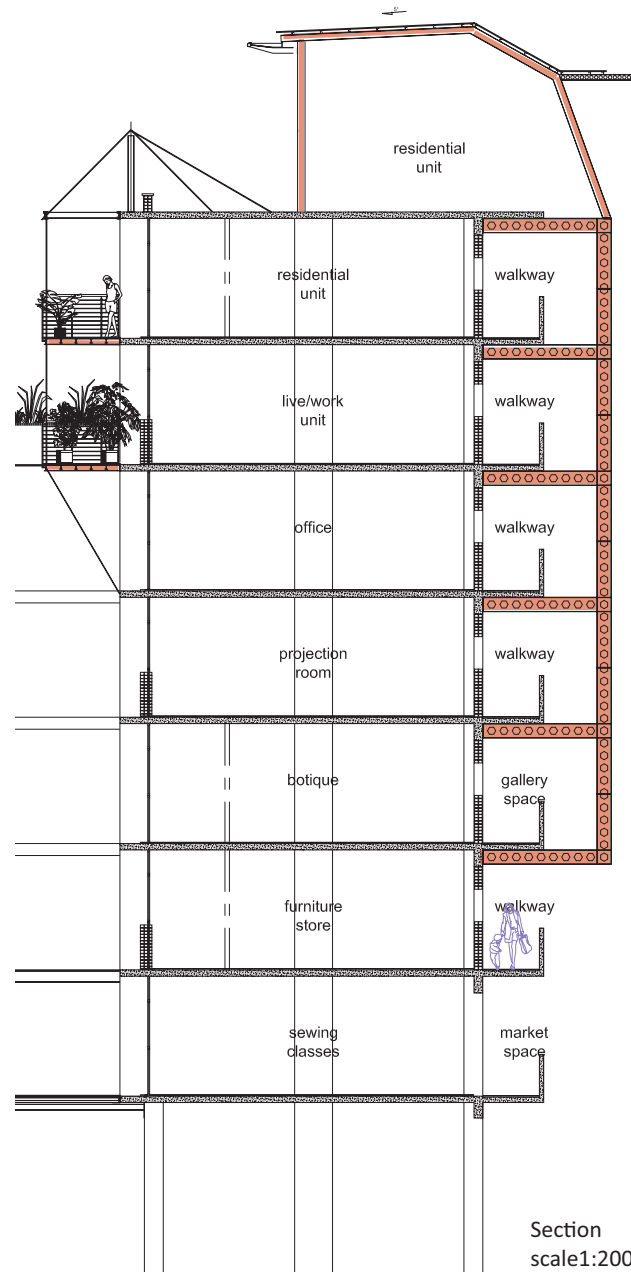 5°
residential
unit
residential
unit
walkway
live/work
unit
walkway
office
walkway
projection
room
walkway
botique
gallery
space
furniture
store
walkway
sewing
classes
market
space
Section
scale1:200